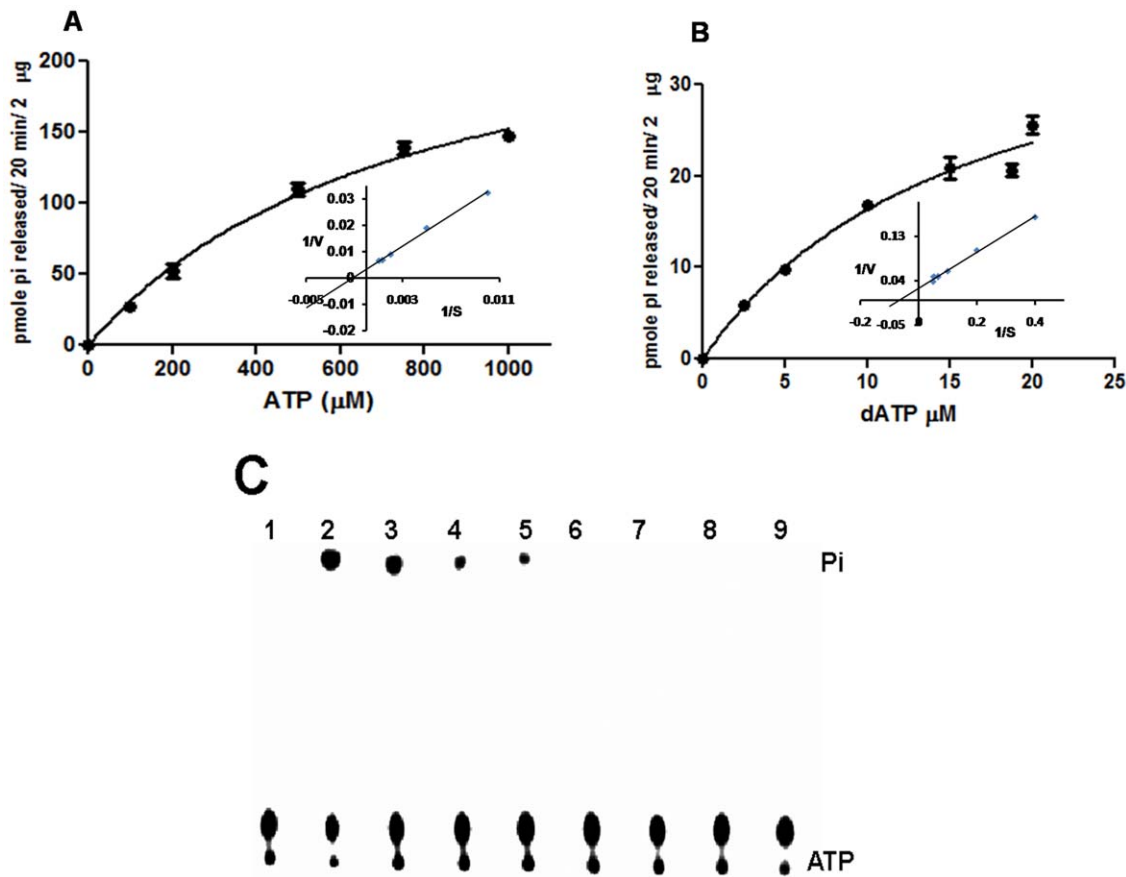 A
pmole pi released/ 20 min/ 2 µg
200
150
100
50
0
0 200 400 600 800 1000
ATP (µM)
1/V
0.03
0.02
0.01
0
-0.01
-0.02
-0.005 0.003 0.011
1/S
B
pmole pI released/ 20 mIn/ 2 µg
30
20
10
0
0 5 10 15 20 25
dATP µM
1/V
0.13
0.04
-0.05
-0.2 0 0.2 0.4
1/S
C
1 2 3 4 5 6 7 8 9
Pi
ATP